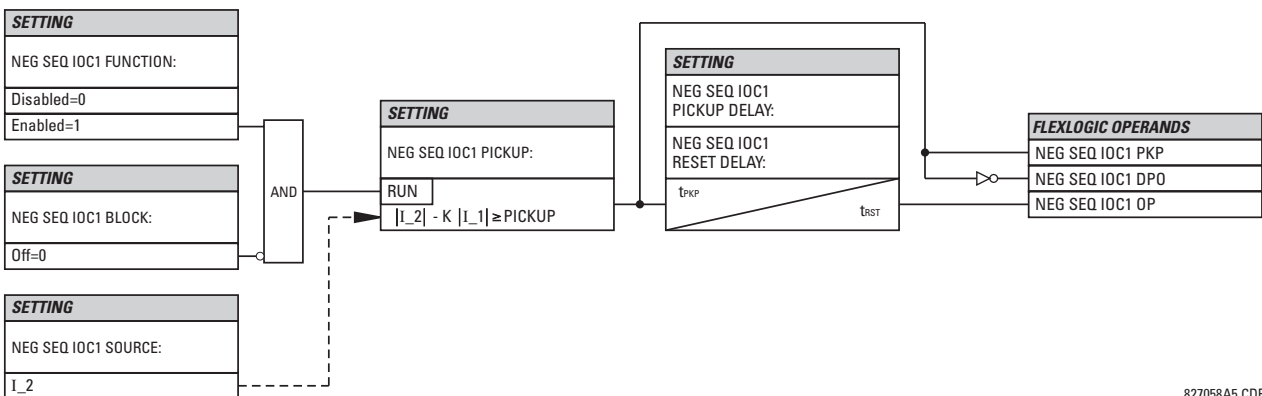 SETTING
NEG SEQ IOC1 FUNCTION:
Disabled=0
Enabled=1
SETTING
NEG SEQ IOC1 BLOCK:
Off=0
SETTING
NEG SEQ IOC1 SOURCE:
I_2
AND
SETTING
NEG SEQ IOC1 PICKUP:
RUN
|I_2| - K |I_1| ≥ PICKUP
SETTING
NEG SEQ IOC1
PICKUP DELAY:
NEG SEQ IOC1
RESET DELAY:
tPKP
tRST
FLEXLOGIC OPERANDS
NEG SEQ IOC1 PKP
NEG SEQ IOC1 DPO
NEG SEQ IOC1 OP
827058A5.CDR